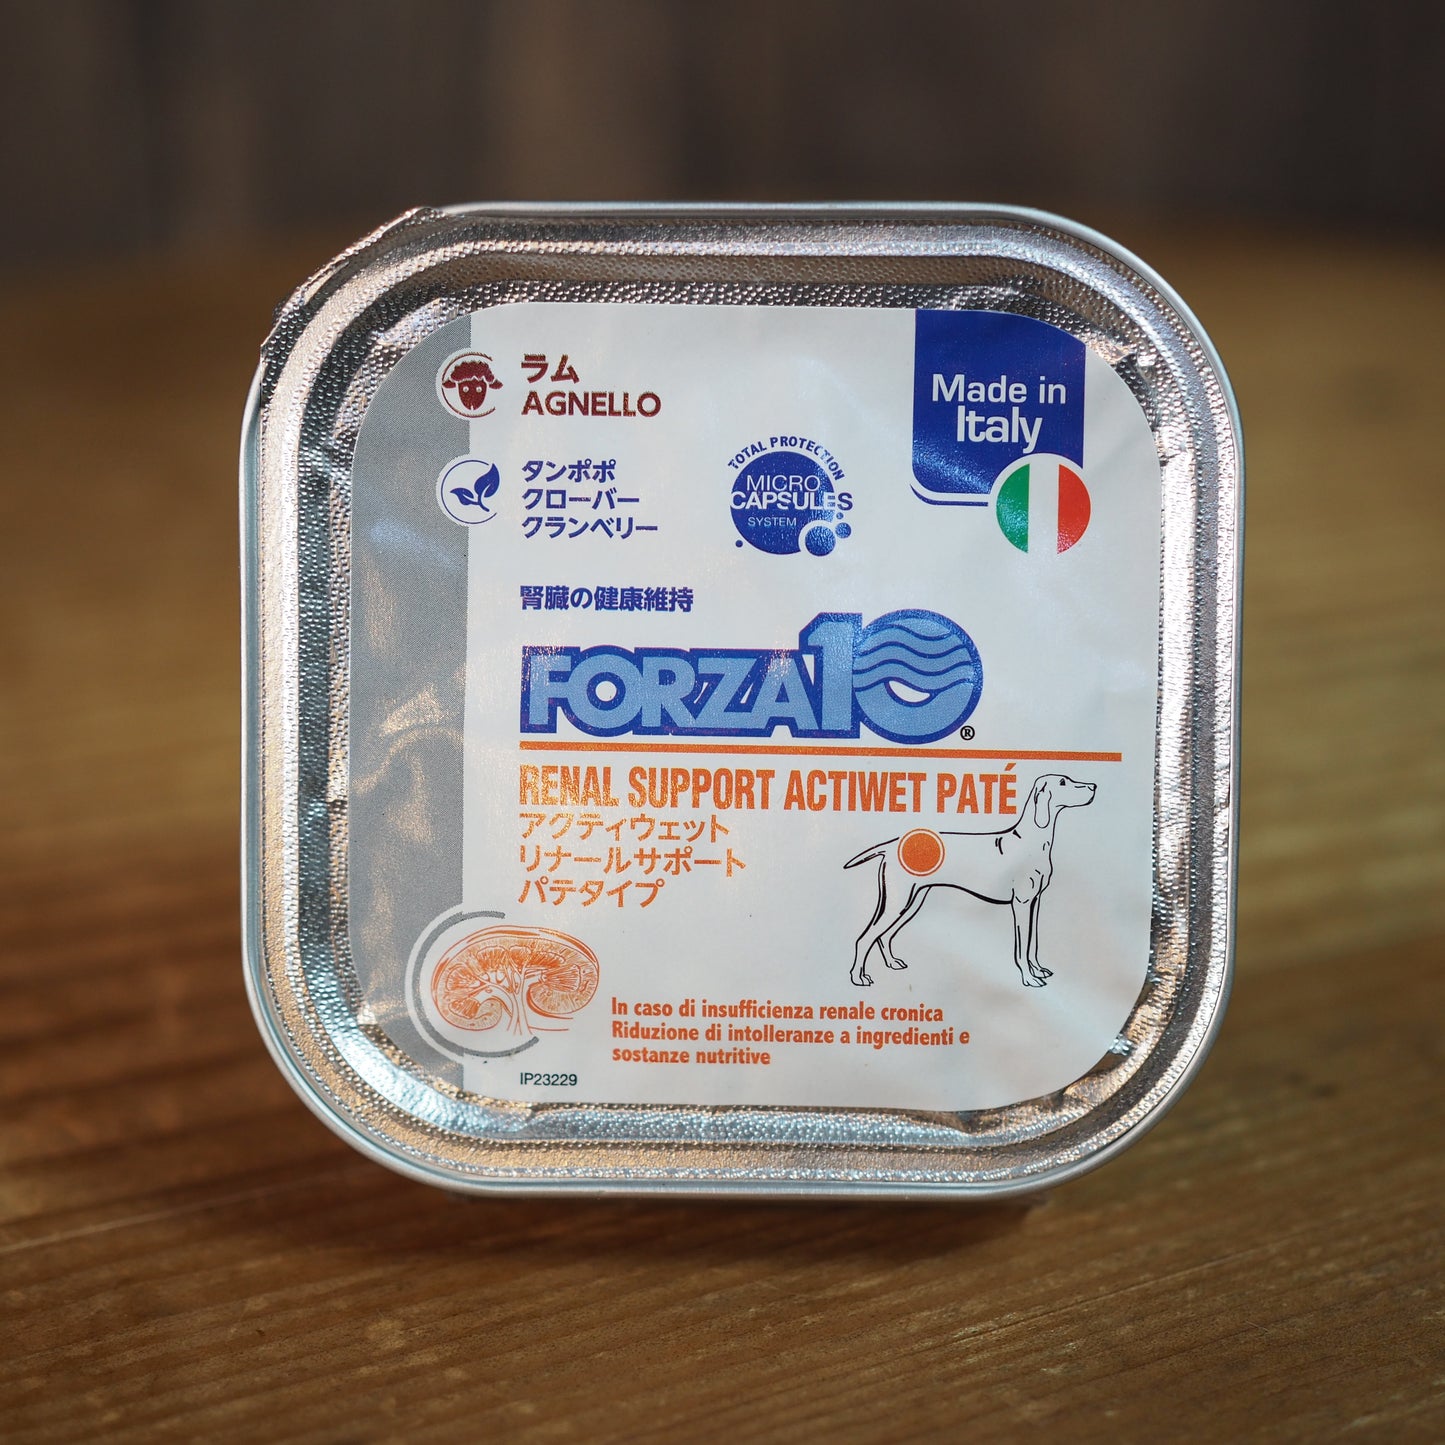 ラム
AGNELLO
タンポポ
クローバー
クランベリー
TOTAL PROTECTION
MICRO
CAPSULES
SYSTEM
Made in
Italy
腎臓の健康維持
FORZA10®
RENAL SUPPORT ACTIWET PATÉ
アクティウェット
リナールサポート
パテタイプ
In caso di insufficienza renale cronica
Riduzione di intolleranze a ingredienti e
sostanze nutritive
IP23229